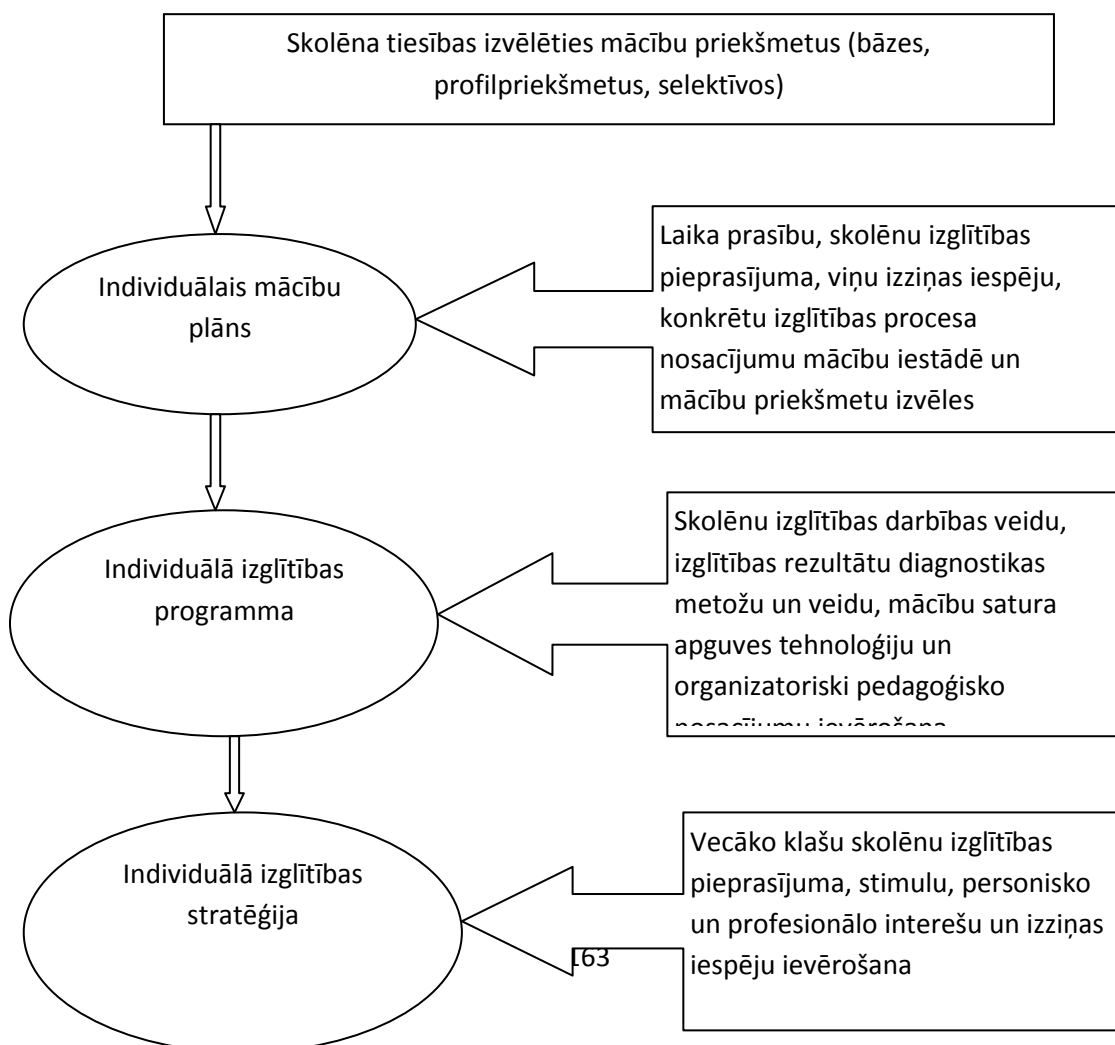 Skolēna tiesības izvēlēties mācību priekšmetus (bāzes,
profilpriekšmetus, selektīvos)
Individuālais mācību
plāns
Laika prasību, skolēnu izglītības
pieprasījuma, viņu izziņas iespēju,
konkrētu izglītības procesa
nosacījumu mācību iestādē un
mācību priekšmetu izvēles
Individuālā izglītības
programma
Skolēnu izglītības darbības veidu,
izglītības rezultātu diagnostikas
metožu un veidu, mācību satura
apguves tehnoloģiju un
organizatoriski pedagoģisko
nosacījumu ievērošana
Individuālā izglītības
stratēģija
Vecāko klašu skolēnu izglītības
pieprasījuma, stimulu, personisko
un profesionālo interešu un izziņas
iespēju ievērošana
163